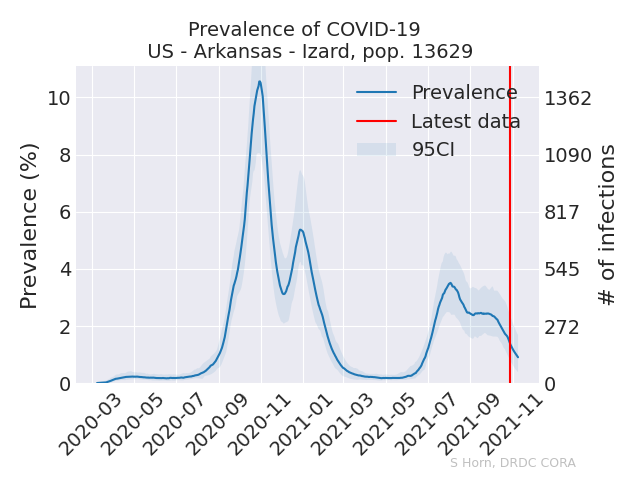 Prevalence of COVID-19
US - Arkansas - Izard, pop. 13629
Prevalence
Latest data
95CI
Prevalence (%)
10
8
6
4
2
0
1362
1090
817
545
272
0
# of infections
2020-03
2020-05
2020-07
2020-09
2020-11
2021-01
2021-03
2021-05
2021-07
2021-09
2021-11
S Horn, DRDC CORA